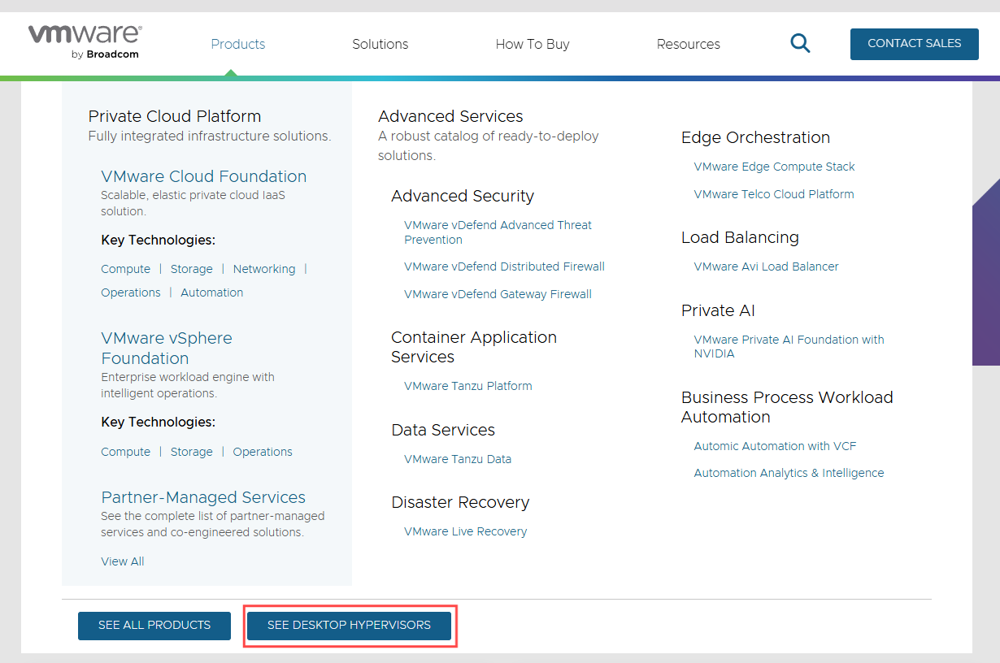 vmware®
by Broadcom
Products
Solutions
How To Buy
Resources
CONTACT SALES
Private Cloud Platform
Fully integrated infrastructure solutions.
VMware Cloud Foundation
Scalable, elastic private cloud IaaS
solution.
Key Technologies:
Compute | Storage | Networking |
Operations | Automation
VMware vSphere
Foundation
Enterprise workload engine with
intelligent operations.
Key Technologies:
Compute | Storage | Operations
Partner-Managed Services
See the complete list of partner-managed
services and co-engineered solutions.
View All
Advanced Services
A robust catalog of ready-to-deploy
solutions.
Advanced Security
VMware vDefend Advanced Threat
Prevention
VMware vDefend Distributed Firewall
VMware vDefend Gateway Firewall
Container Application
Services
VMware Tanzu Platform
Data Services
VMware Tanzu Data
Disaster Recovery
VMware Live Recovery
Edge Orchestration
VMware Edge Compute Stack
VMware Telco Cloud Platform
Load Balancing
VMware Avi Load Balancer
Private AI
VMware Private AI Foundation with
NVIDIA
Business Process Workload
Automation
Automic Automation with VCF
Automation Analytics & Intelligence
SEE ALL PRODUCTS
SEE DESKTOP HYPERVISORS